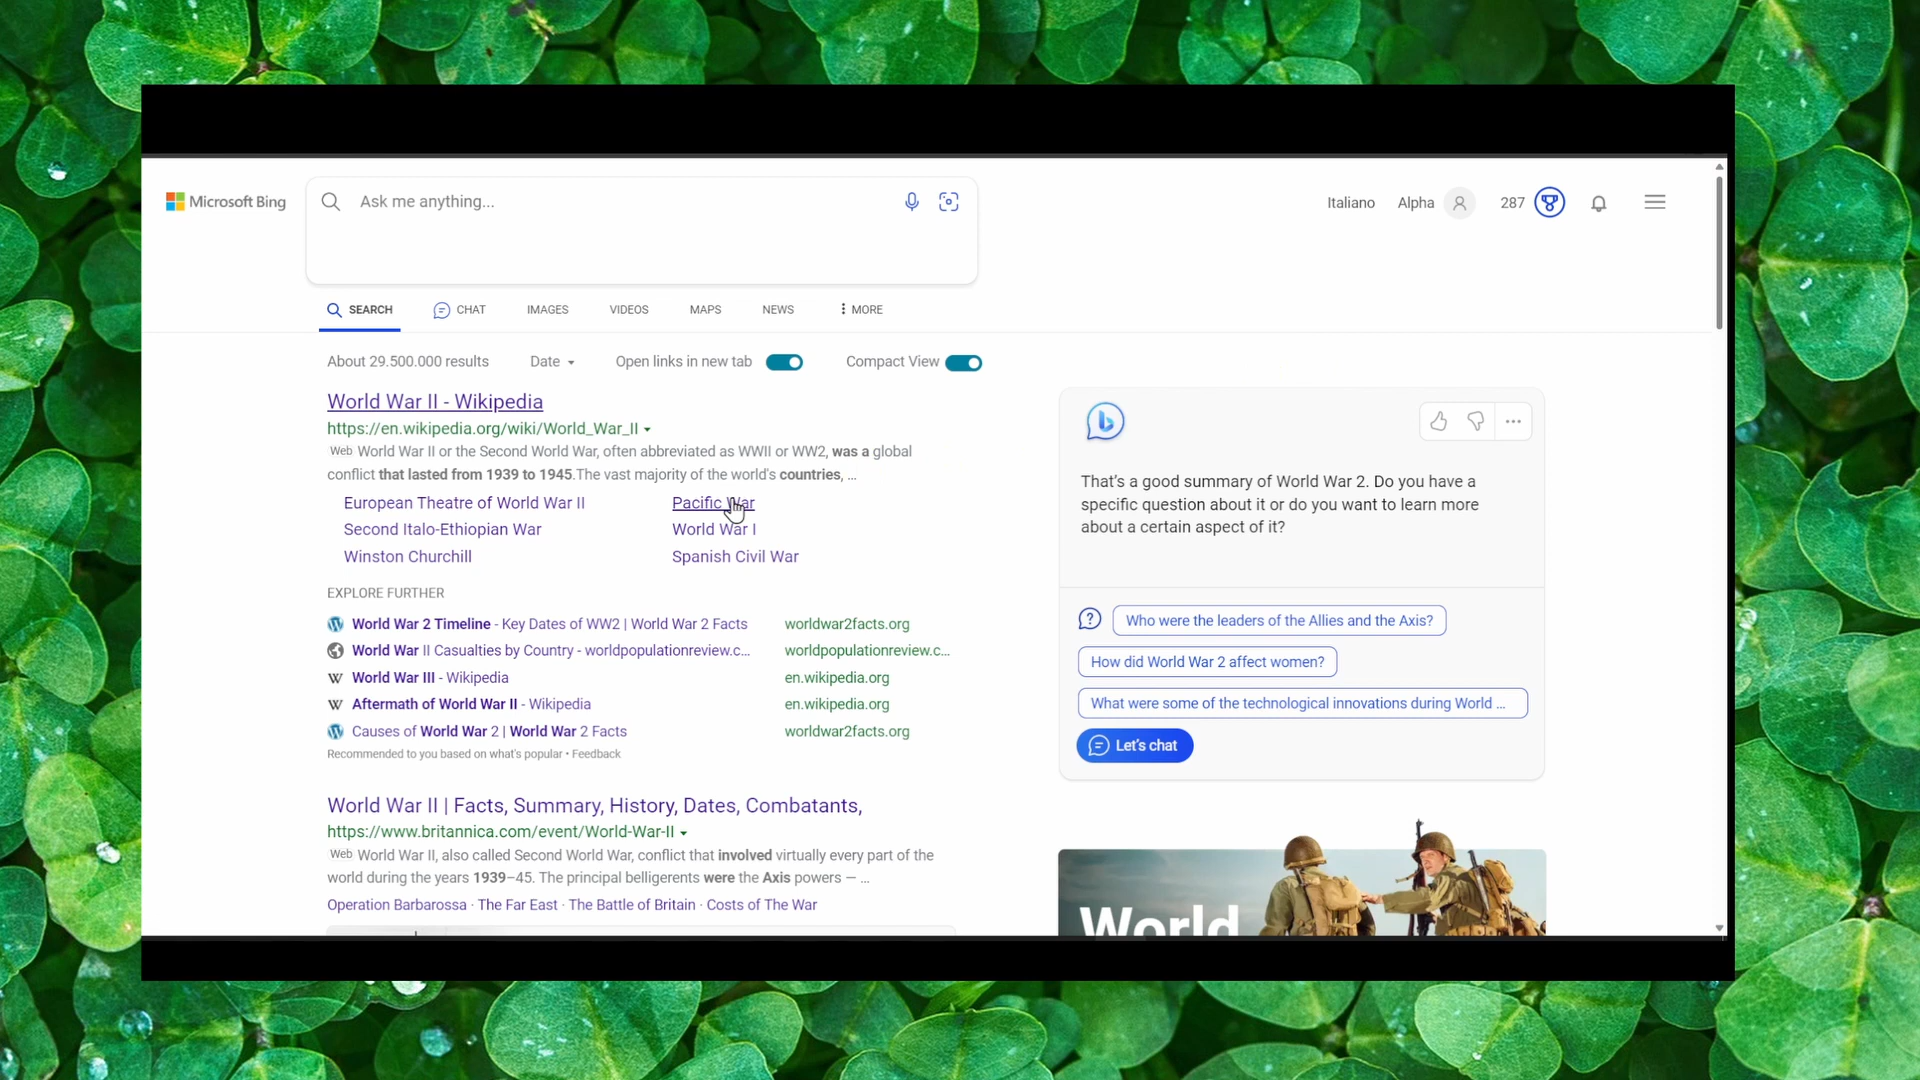 Microsoft Bing
Ask me anything...
Italiano Alpha 287
SEARCH CHAT IMAGES VIDEOS MAPS NEWS MORE
About 29.500.000 results Date Open links in new tab Compact View
World War II - Wikipedia
https://en.wikipedia.org/wiki/World_War_II
Web World War II or the Second World War, often abbreviated as WWII or WW2, was a global
conflict that lasted from 1939 to 1945.The vast majority of the world's countries, ...
European Theatre of World War II Pacific War
Second Italo-Ethiopian War World War I
Winston Churchill Spanish Civil War
EXPLORE FURTHER
World War 2 Timeline - Key Dates of WW2 | World War 2 Facts worldwar2facts.org
World War II Casualties by Country - worldpopulationreview.c... worldpopulationreview.c...
World War III - Wikipedia en.wikipedia.org
Aftermath of World War II - Wikipedia en.wikipedia.org
Causes of World War 2 | World War 2 Facts worldwar2facts.org
Recommended to you based on what's popular • Feedback
World War II | Facts, Summary, History, Dates, Combatants,
https://www.britannica.com/event/World-War-II
Web World War II, also called Second World War, conflict that involved virtually every part of the
world during the years 1939–45. The principal belligerents were the Axis powers — ...
Operation Barbarossa · The Far East · The Battle of Britain · Costs of The War
That's a good summary of World War 2. Do you have a
specific question about it or do you want to learn more
about a certain aspect of it?
Who were the leaders of the Allies and the Axis?
How did World War 2 affect women?
What were some of the technological innovations during World ...
Let's chat
World